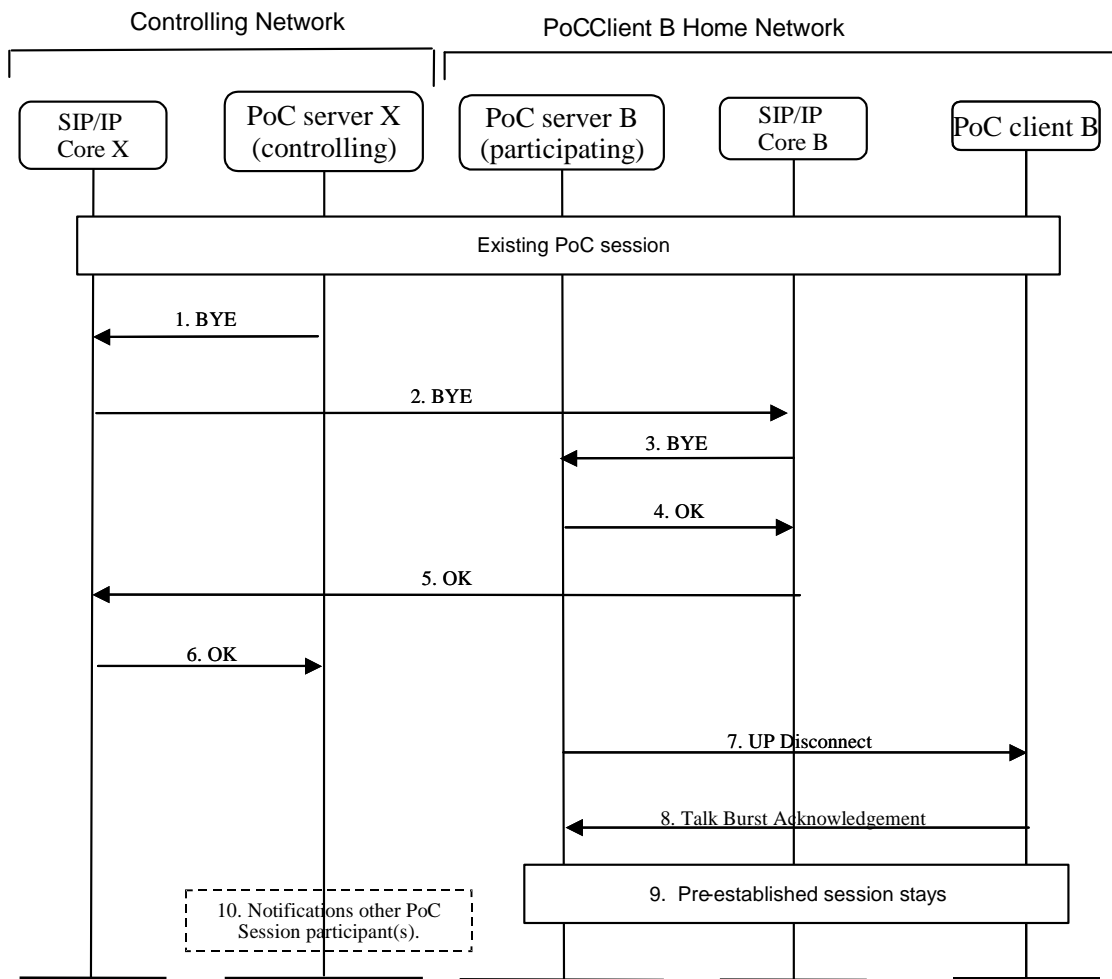 Controlling Network
PoCClient B Home Network
SIP/IP
Core X
PoC server X
(controlling)
PoC server B
(participating)
SIP/IP
Core B
PoC client B
Existing PoC session
1. BYE
2. BYE
3. BYE
4. OK
5. OK
6. OK
7. UP Disconnect
8. Talk Burst Acknowledgement
9. Pre-established session stays
10. Notifications other PoC
Session participant(s).